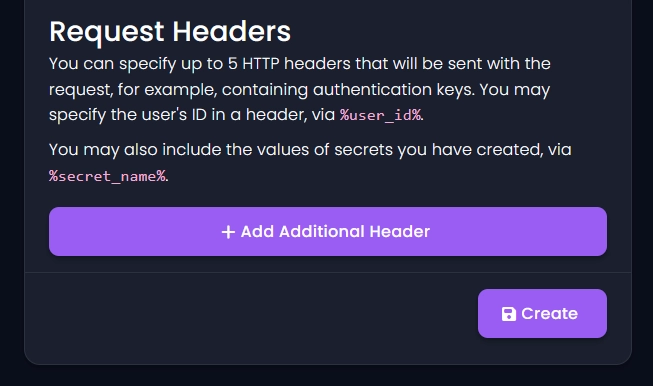 Request Headers
You can specify up to 5 HTTP headers that will be sent with the
request, for example, containing authentication keys. You may
specify the user's ID in a header, via %user_id%.
You may also include the values of secrets you have created, via
%secret_name%.
+ Add Additional Header
Create